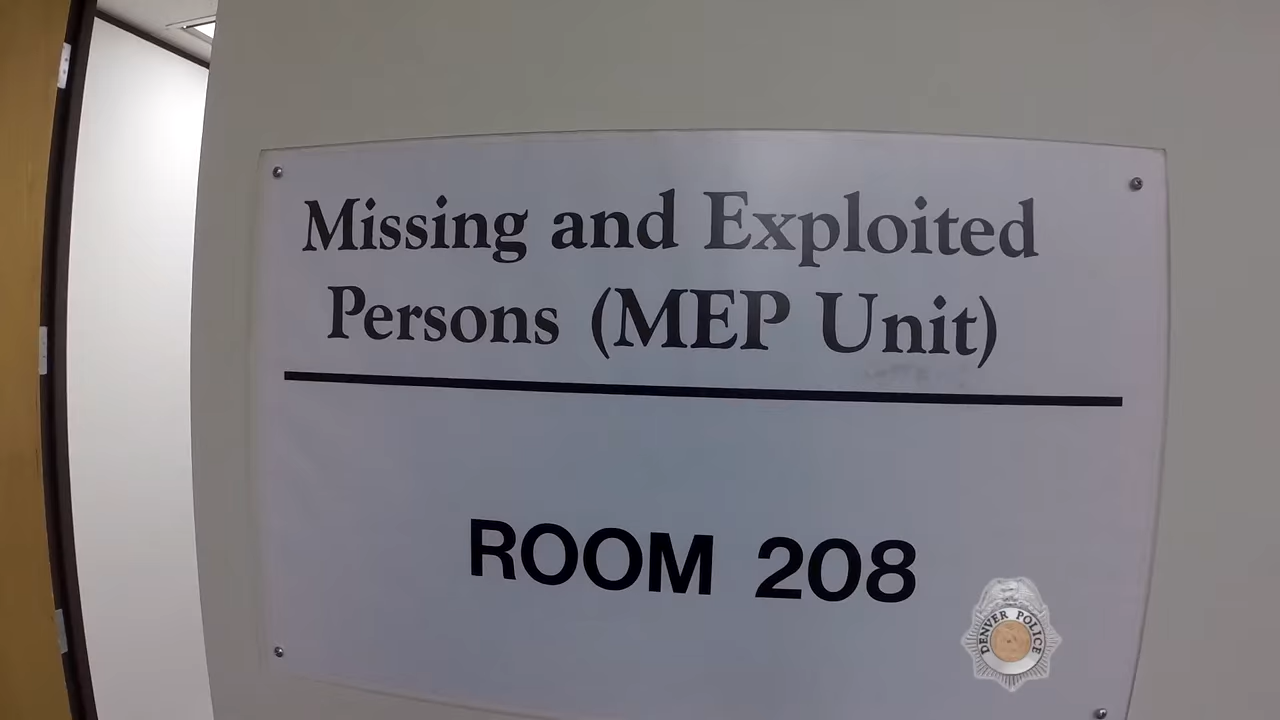 Missing and Exploited
Persons (MEP Unit)
ROOM 208
DENVER POLICE